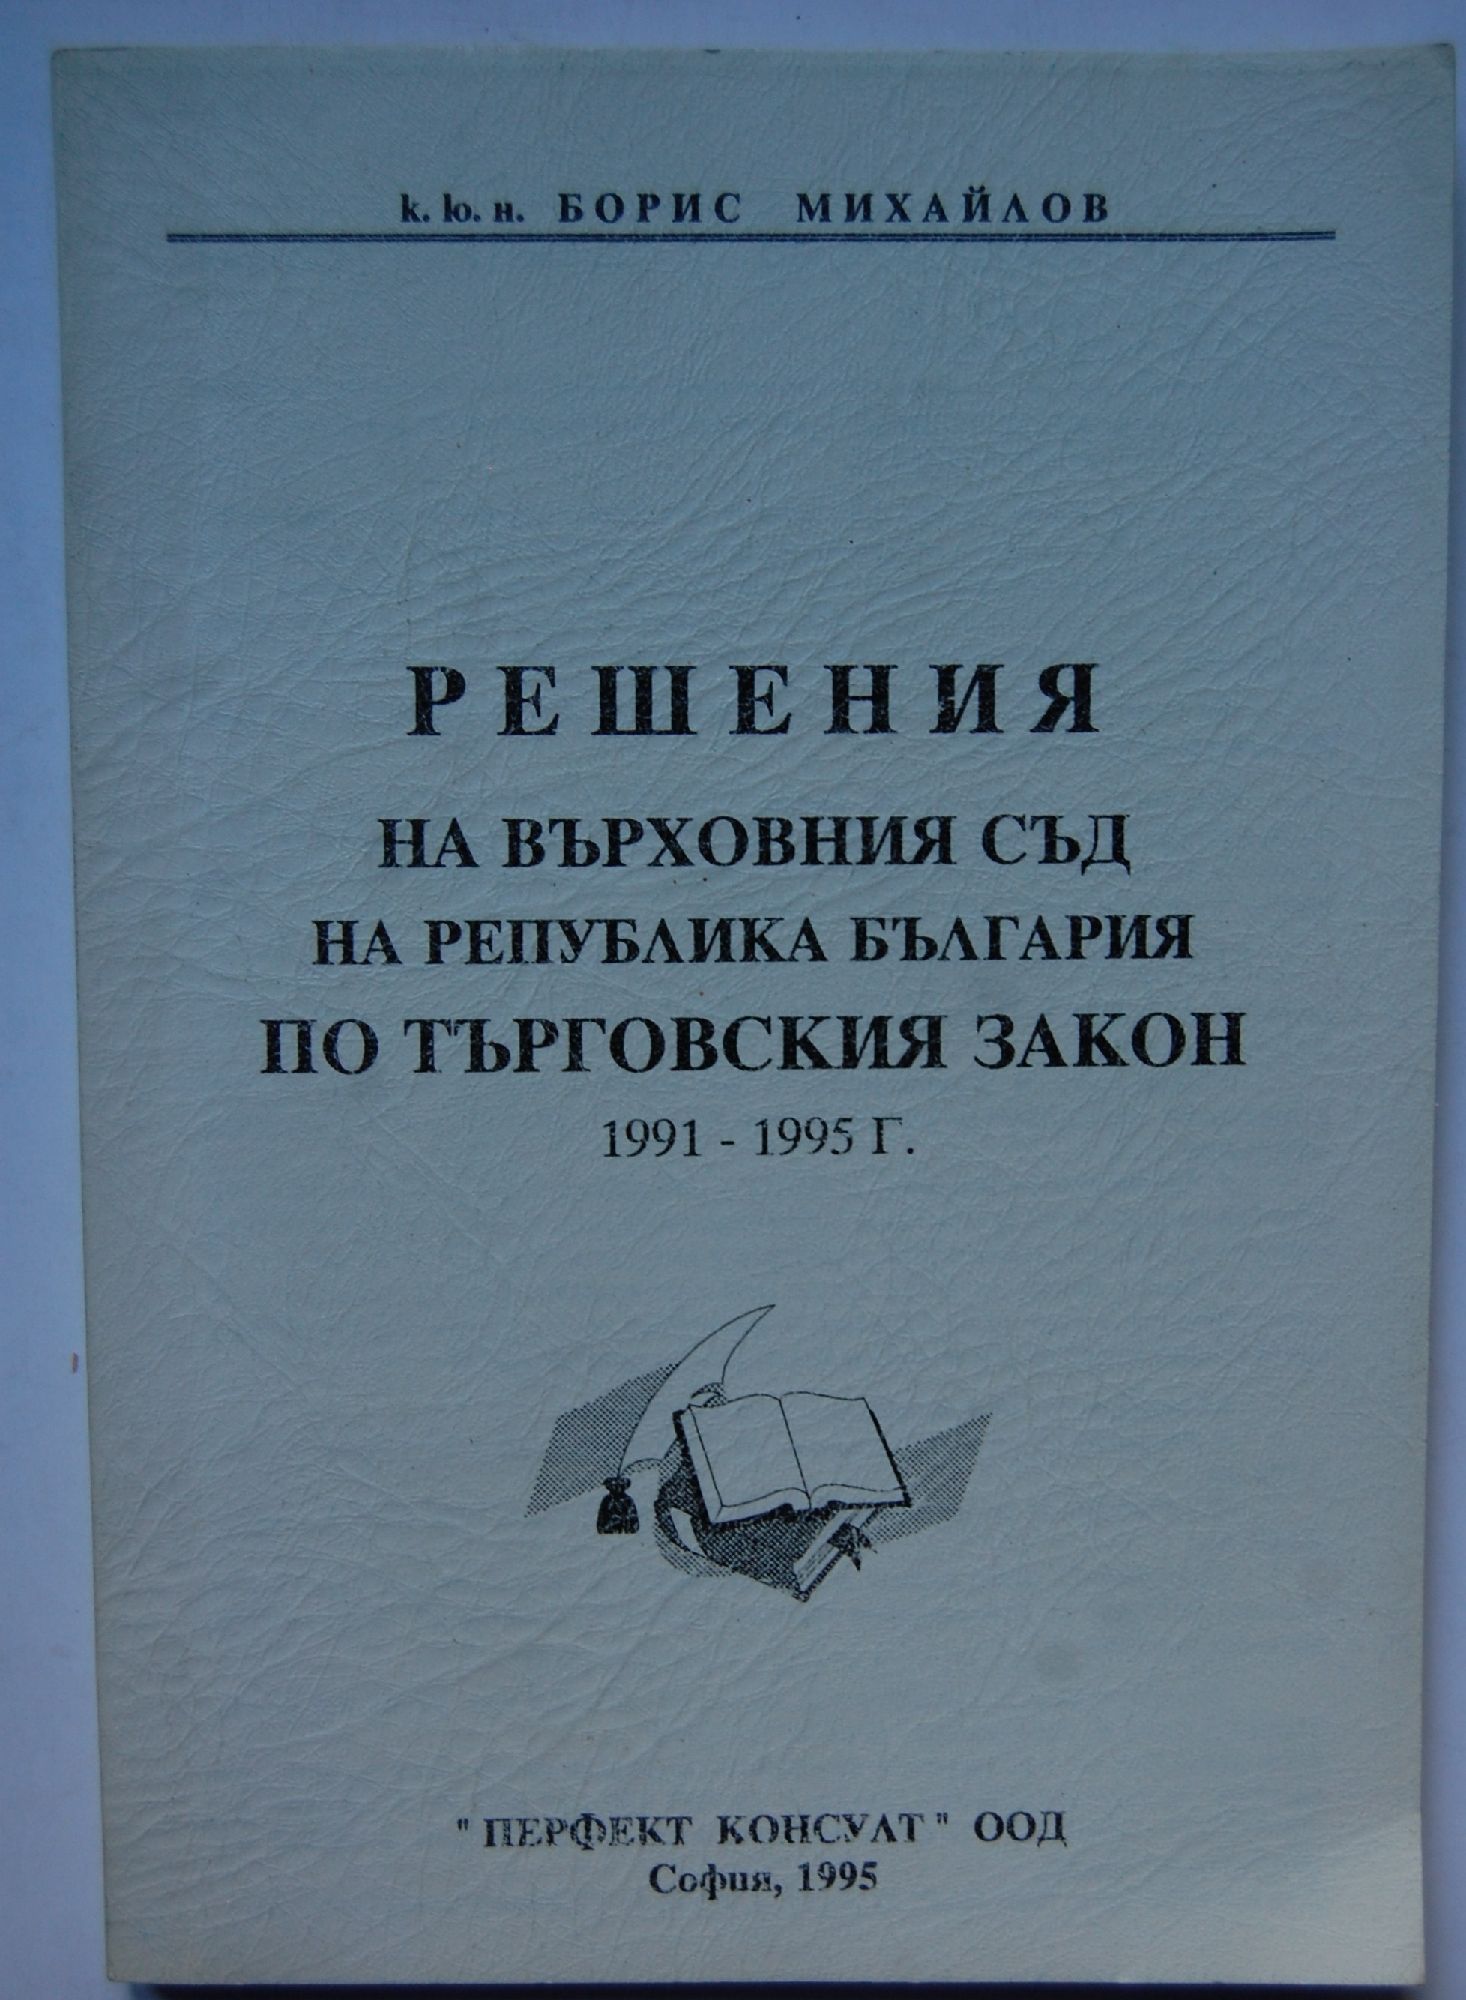 к. ю. н. БОРИС МИХАЙЛОВ
РЕШЕНИЯ
НА ВЪРХОВНИЯ СЪД
НА РЕПУБЛИКА БЪЛГАРИЯ
ПО ТЪРГОВСКИЯ ЗАКОН
1991 - 1995 Г.
"ПЕРФЕКТ КОНСУЛТ" ООД
София, 1995